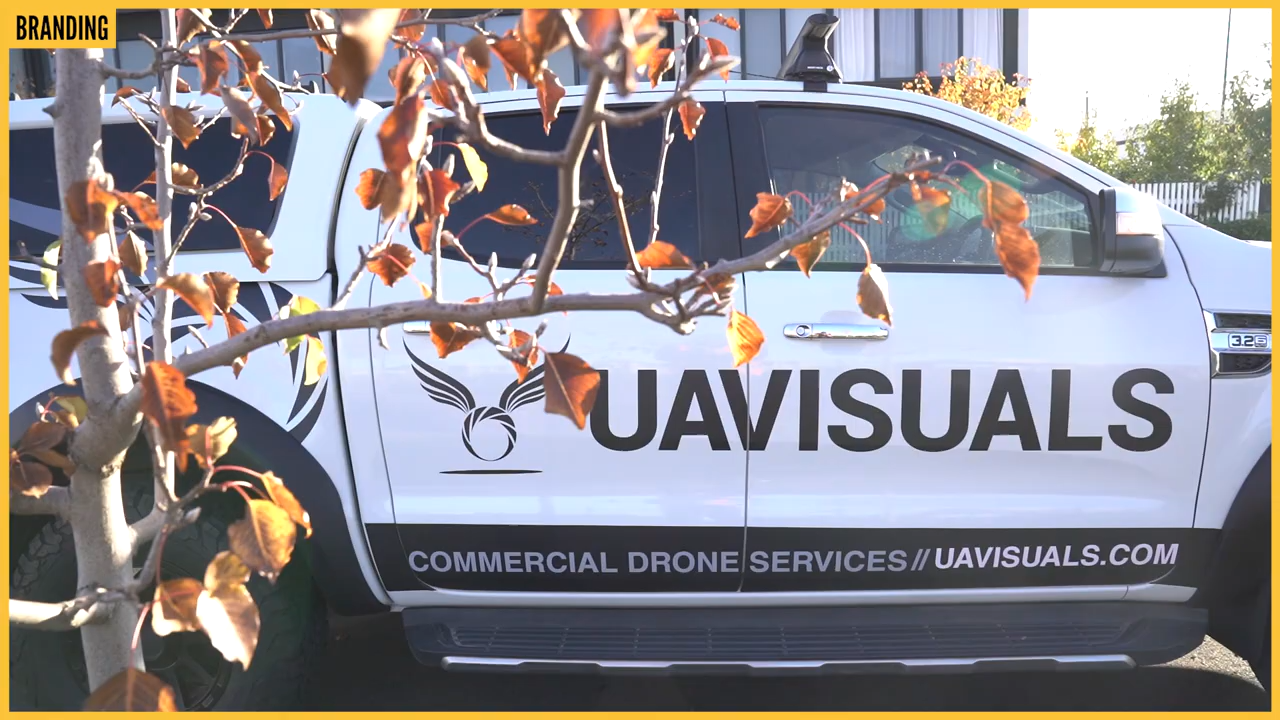 BRANDING
3.2
UAVISUALS
COMMERCIAL DRONE SERVICES // UAVISUALS.COM